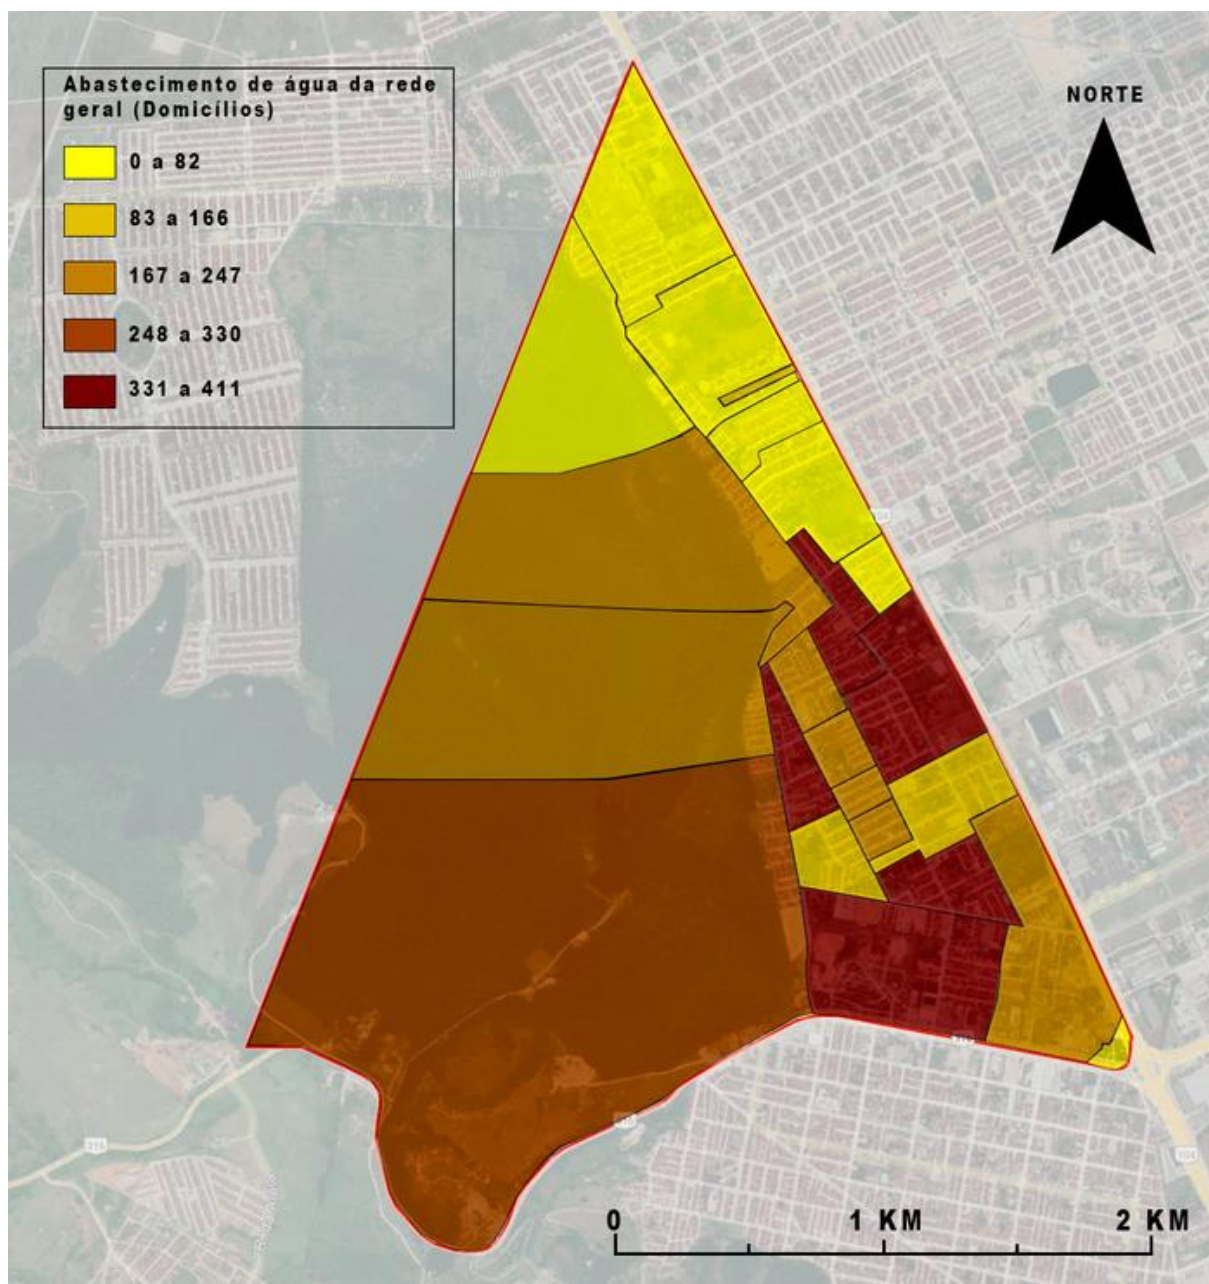 Abastecimento de água da rede
geral (Domicílios)
0 a 82
83 a 166
167 a 247
248 a 330
331 a 411
NORTE
0 1 KM 2 KM
104